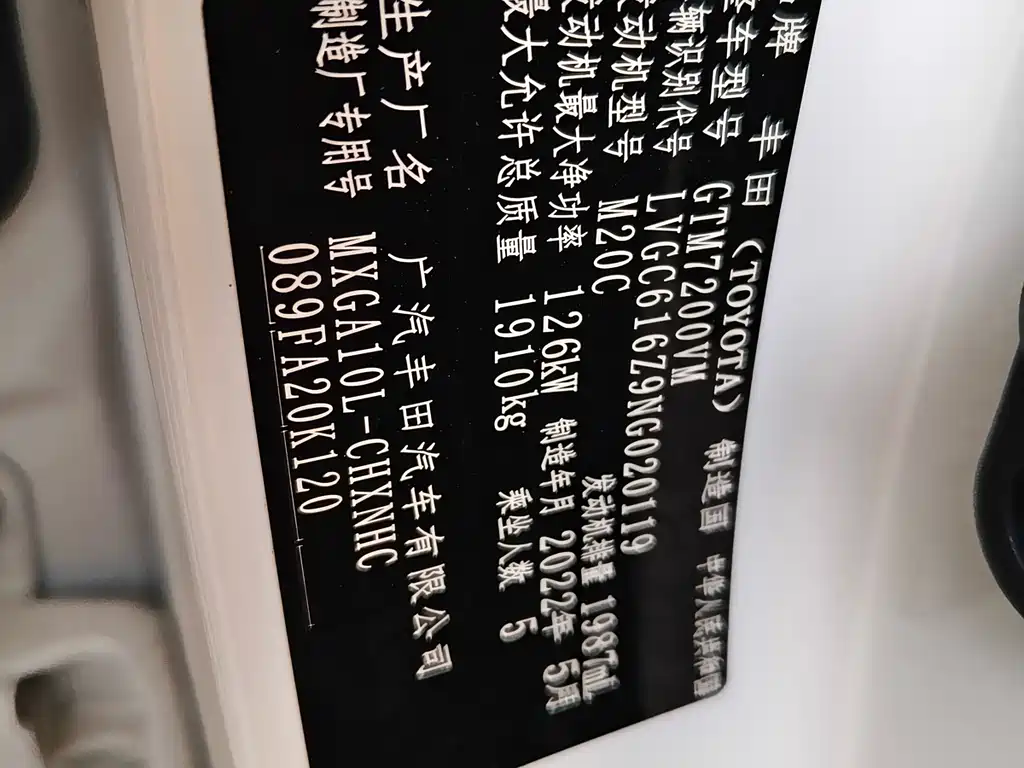 牌 丰田 (TOYOTA) 制造国 中华人民共和国
车型号 GTM7200VM
辆识别代号 LVGC616Z9NG020119
发动机型号 M20C 发动机排量 1987mL
发动机最大净功率 126kW 制造年月 2022年 5月
最大允许总质量 1910kg 乘坐人数 5
生产厂名 广汽丰田汽车有限公司
制造厂专用号 MXGA10L-CHXNHC
089FA20K120